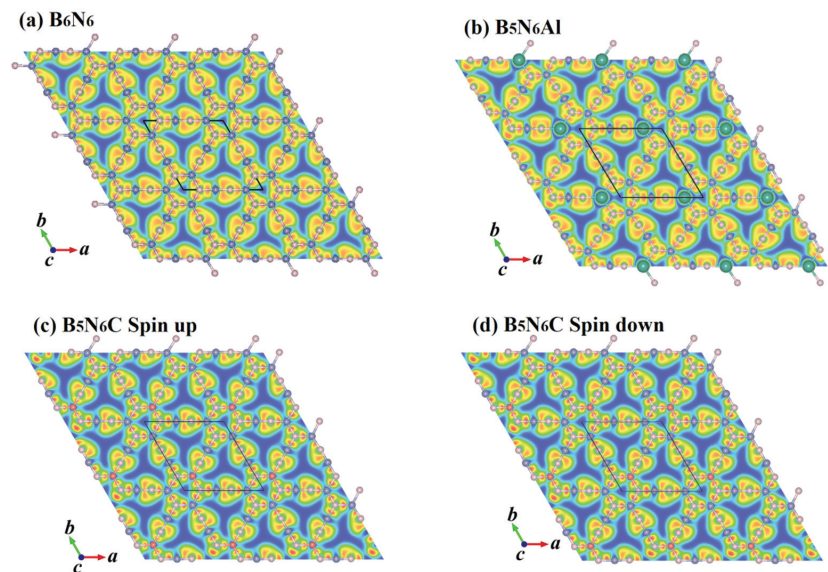 (a) B₆N₆
(b) B₅N₆Al
b
c
a
b
c
a
(c) B₅N₆C Spin up
(d) B₅N₆C Spin down
b
c
a
b
c
a